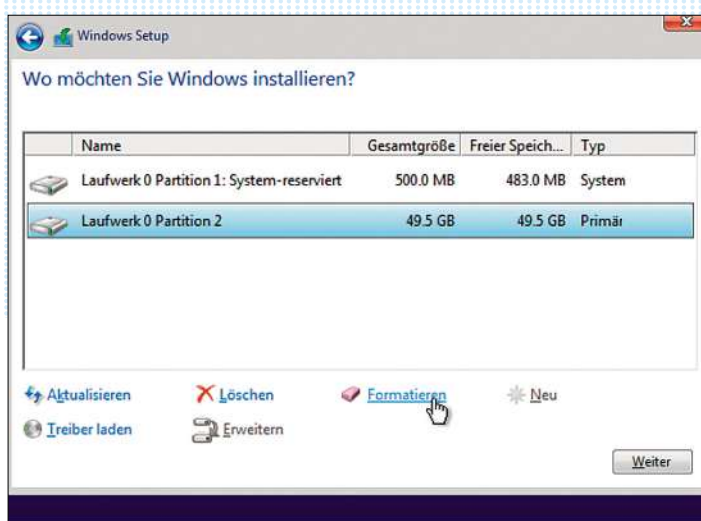 Windows Setup
Wo möchten Sie Windows installieren?
Name Gesamtgröße Freier Speich... Typ
Laufwerk 0 Partition 1: System-reserviert 500.0 MB 483.0 MB System
Laufwerk 0 Partition 2 49.5 GB 49.5 GB Primär
Aktualisieren Löschen Formatieren Neu
Treiber laden Erweitern
Weiter